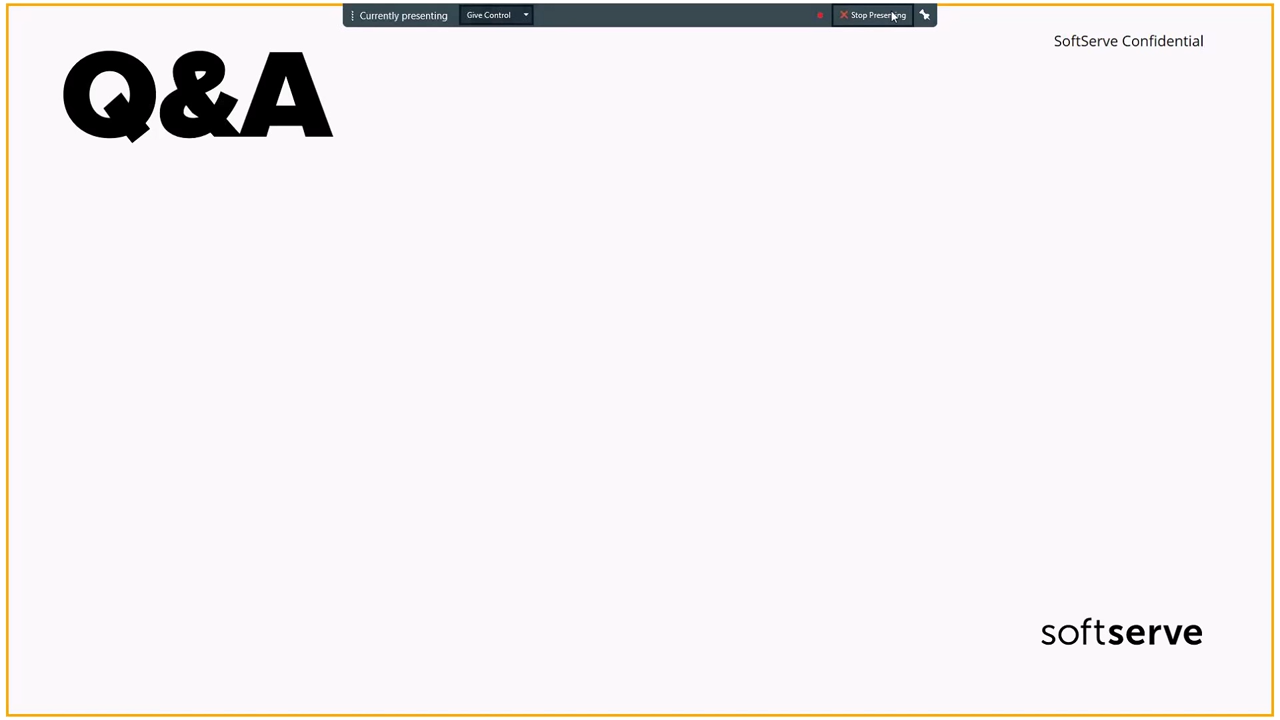 Currently presenting
Give Control
Stop Presenting
SoftServe Confidential
Q&A
softserve